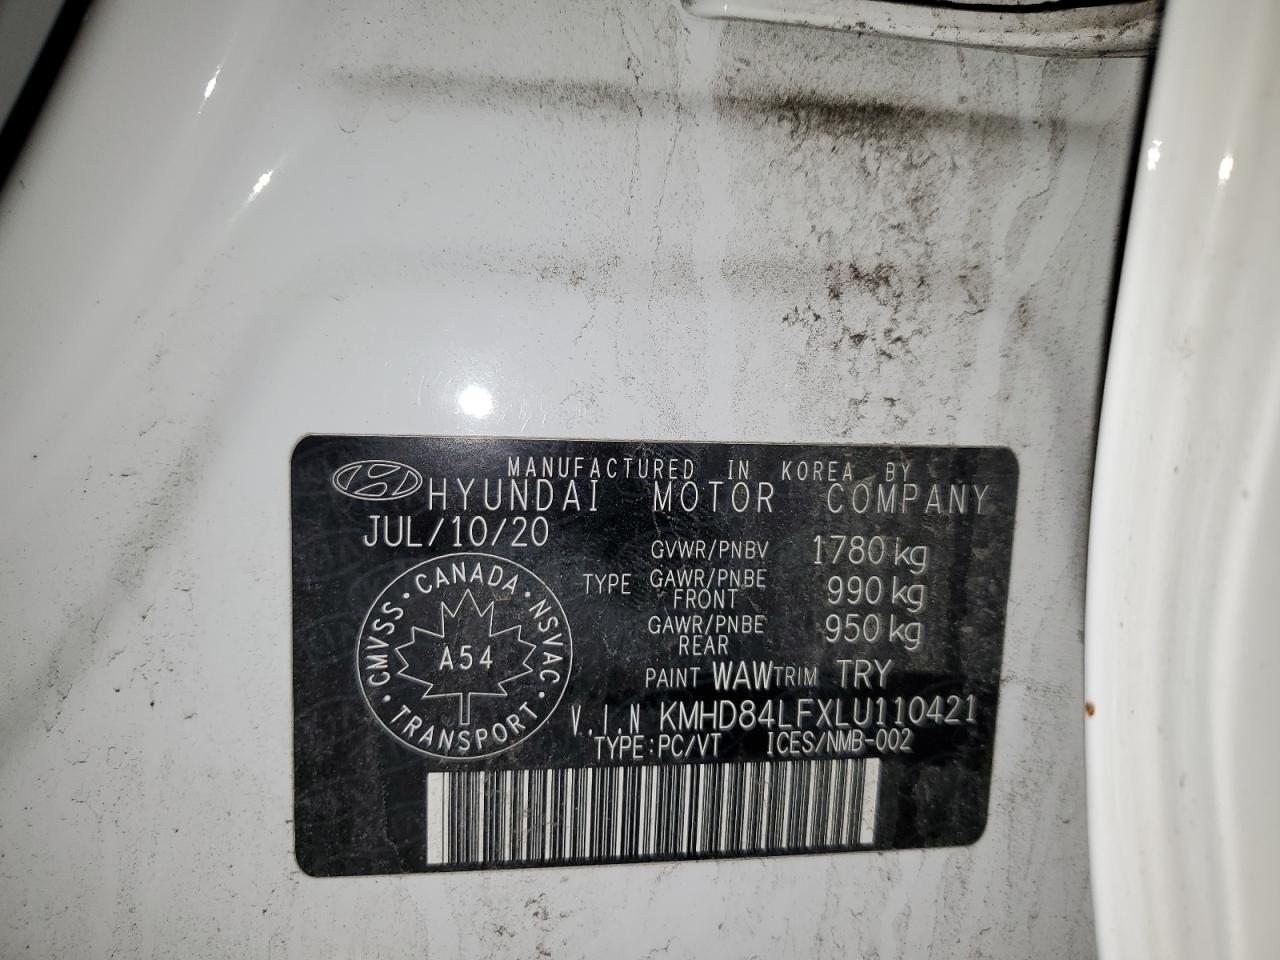 MANUFACTURED IN KOREA BY
HYUNDAI MOTOR COMPANY
JUL/10/20
GVWR/PNBV 1780 kg
TYPE GAWR/PNBE FRONT 990 kg
GAWR/PNBE REAR 950 kg
PAINT WAW TRIM TRY
V.I.N KMHD84LFXLU110421
TYPE:PC/VT ICES/NMB-002
CANADA · NSVAC · TRANSPORT · CMVSS ·
A54